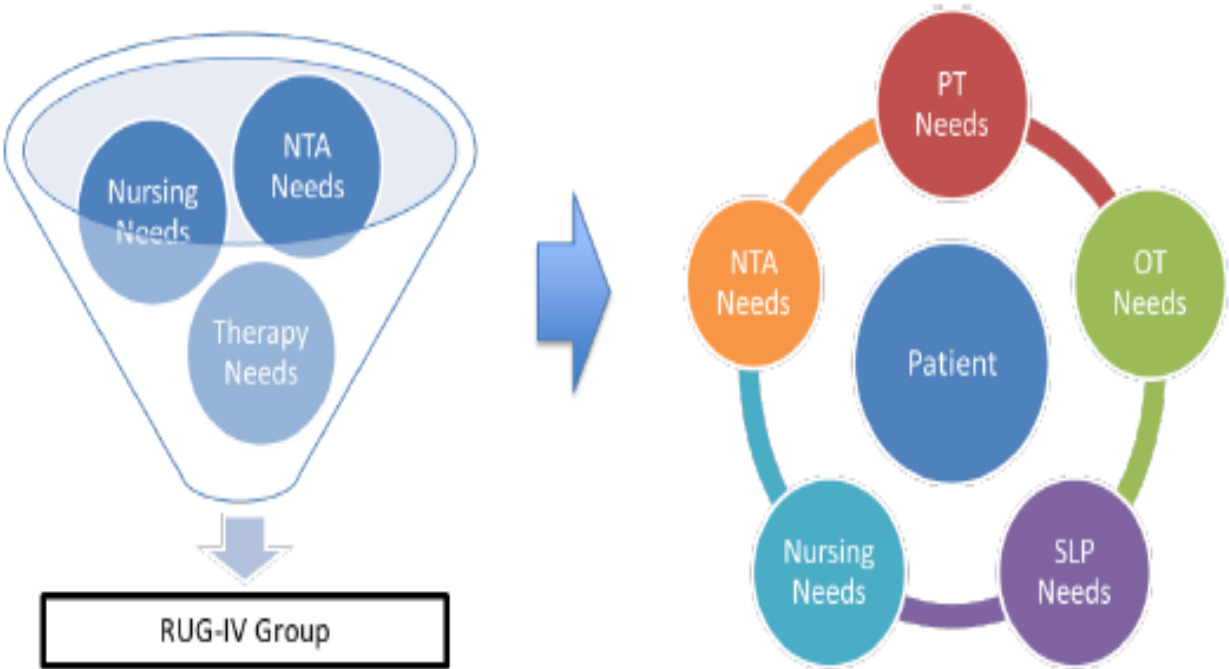 NTA
Needs
Nursing
Needs
Therapy
Needs
RUG-IV Group
PT
Needs
OT
Needs
SLP
Needs
Nursing
Needs
NTA
Needs
Patient